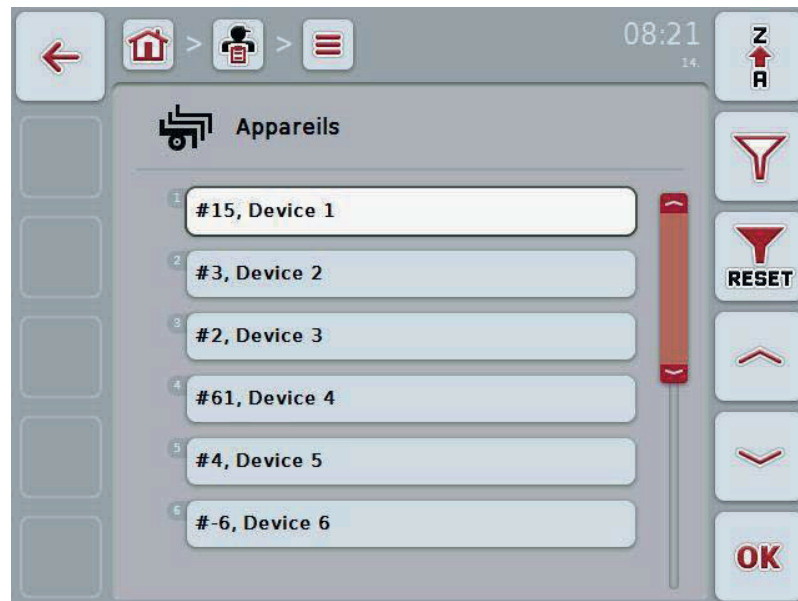 08:21
14.
Z
A
Appareils
1
#15, Device 1
2
#3, Device 2
RESET
3
#2, Device 3
4
#61, Device 4
5
#4, Device 5
6
#-6, Device 6
OK